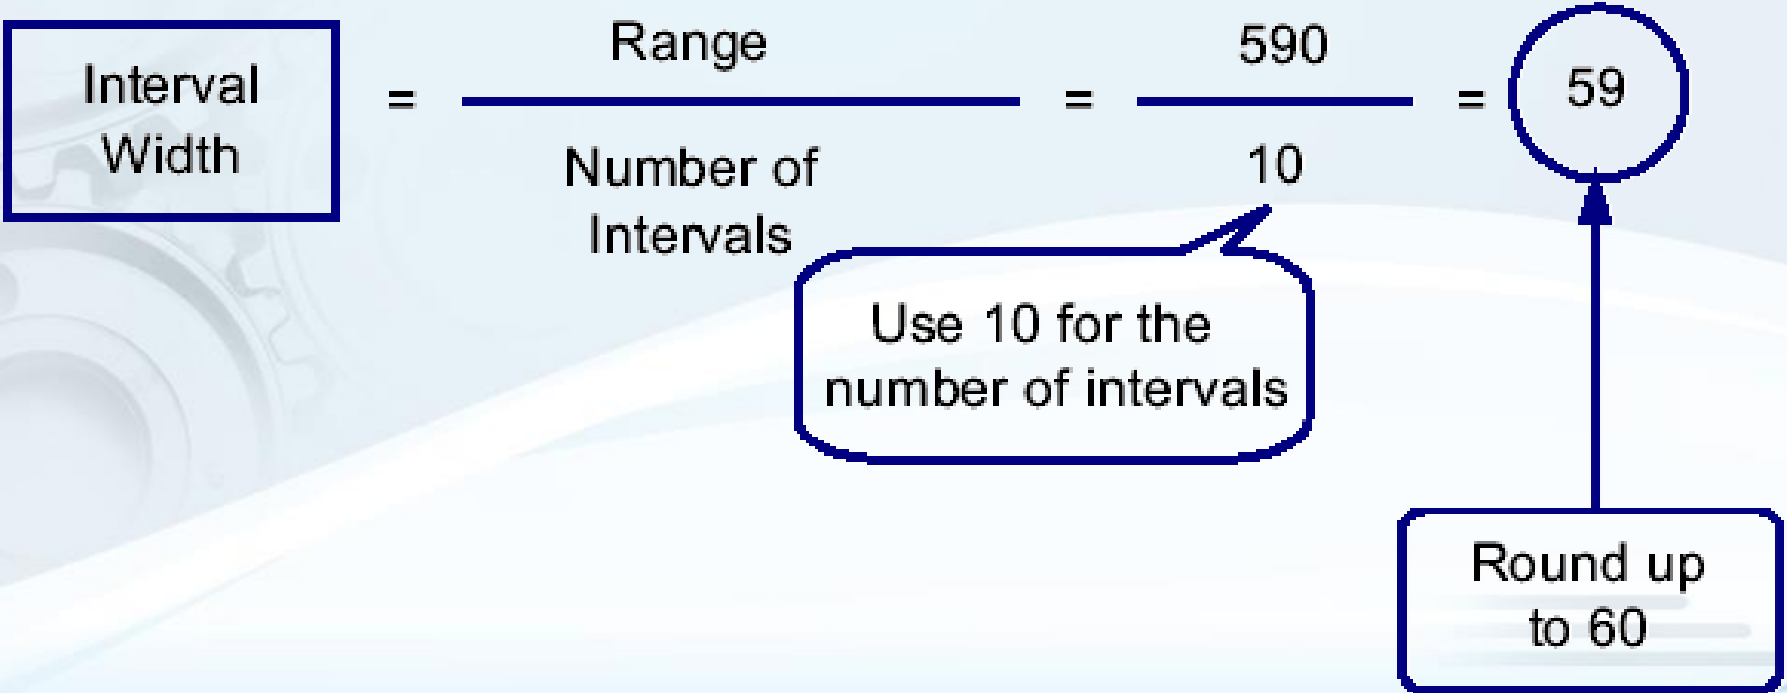 Interval
Width
=
Range
Number of
Intervals
=
590
10
=
59
Use 10 for the
number of intervals
Round up
to 60